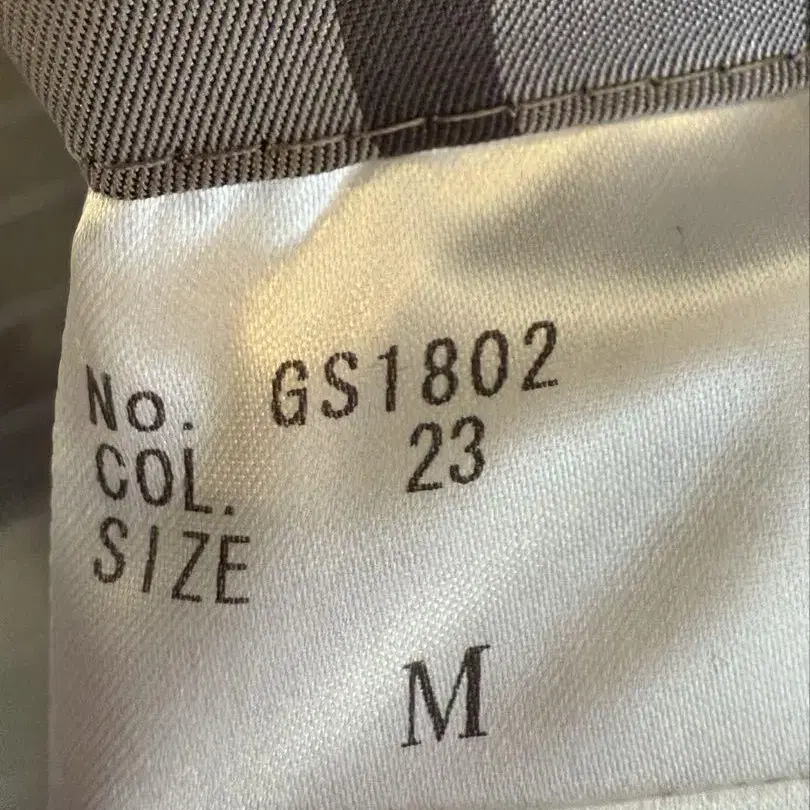 No. GS1802
COL. 23
SIZE
M